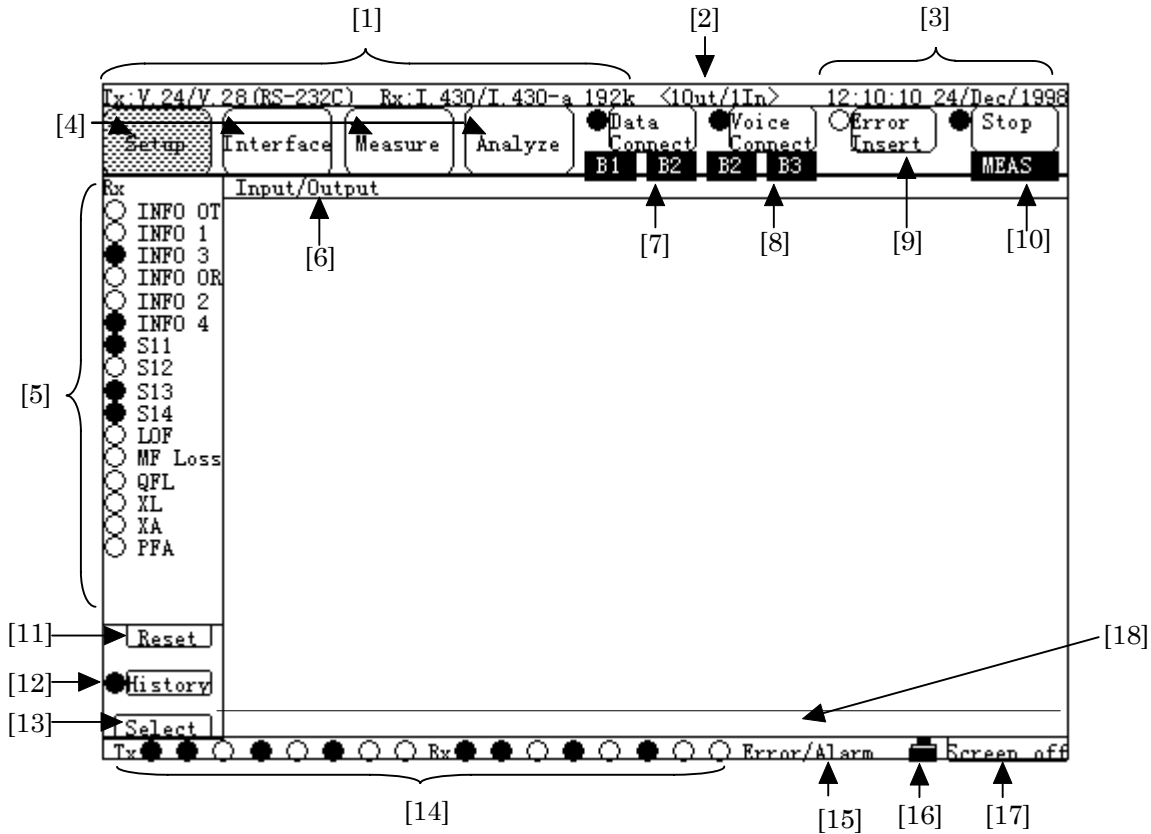 [1] [2] [3]
Tx:V.24/V.28(RS-232C) Rx:I.430/I.430-a 192k <1Out/1In> 12:10:10 24/Dec/1998
[4] Setup Interface Measure Analyze Data Connect Voice Connect Error Insert Stop
B1 B2 B2 B3 MEAS
Rx Input/Output
INFO OT
INFO 1
INFO 3
INFO OR
INFO 2
INFO 4
S11
S12
S13
S14
LOF
MF Loss
QFL
XL
XA
PFA
[5]
[6] [7] [8] [9] [10]
[11] Reset
[12] History
[13] Select
[18]
Tx Rx Error/Alarm Screen off
[14] [15] [16] [17]